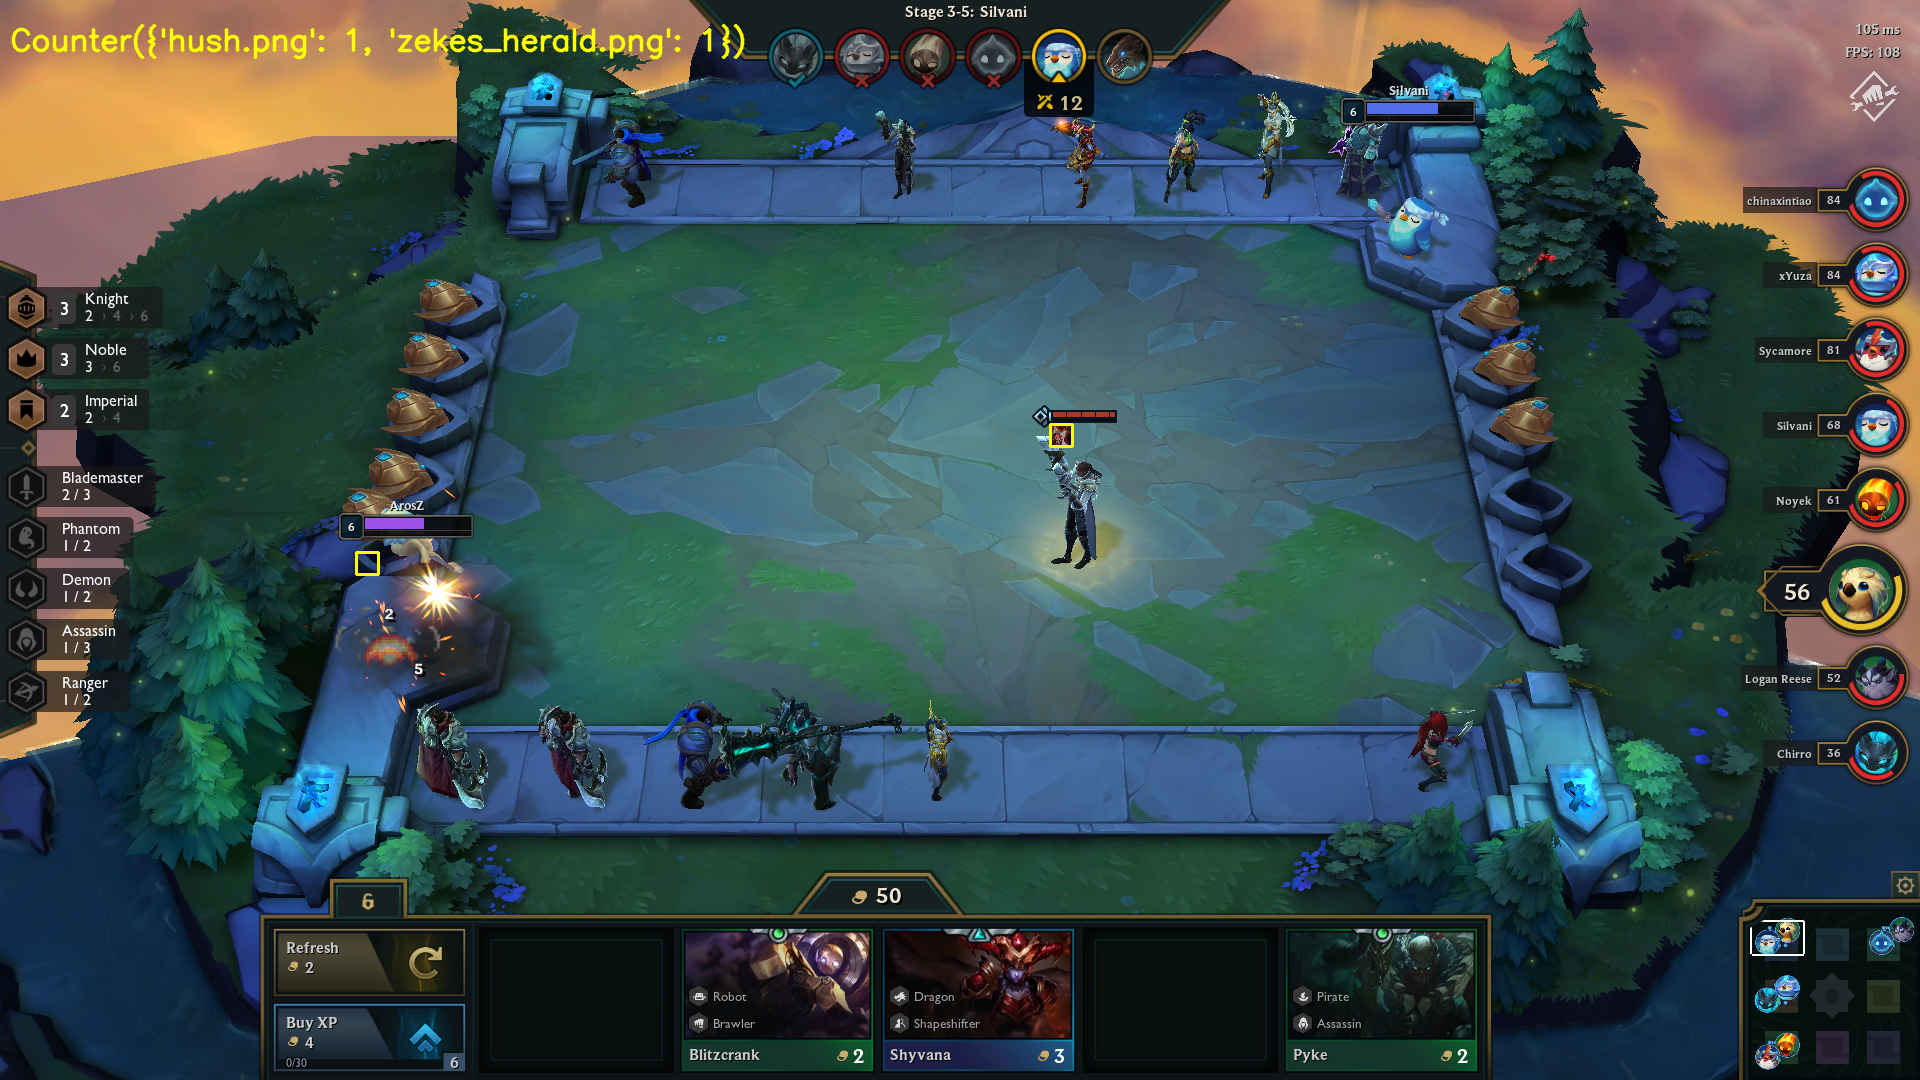 Stage 3-5: Silvani
Counter({'hush.png': 1, 'zekes_herald.png': 1})
105 ms
FPS: 108
12
Silvani
6
chinaxintiao 84
xYuza 84
Sycamore 81
Silvani 68
Noyek 61
56
Logan Reese 52
Chirro 36
3 Knight
2 › 4 › 6
3 Noble
3 › 6
2 Imperial
2 › 4
Blademaster
2 / 3
Phantom
1 / 2
Demon
1 / 2
Assassin
1 / 3
Ranger
1 / 2
ArosZ
6
2
5
6
50
Refresh
2
Buy XP
4
0/30
6
Robot
Brawler
Blitzcrank 2
Dragon
Shapeshifter
Shyvana 3
Pirate
Assassin
Pyke 2